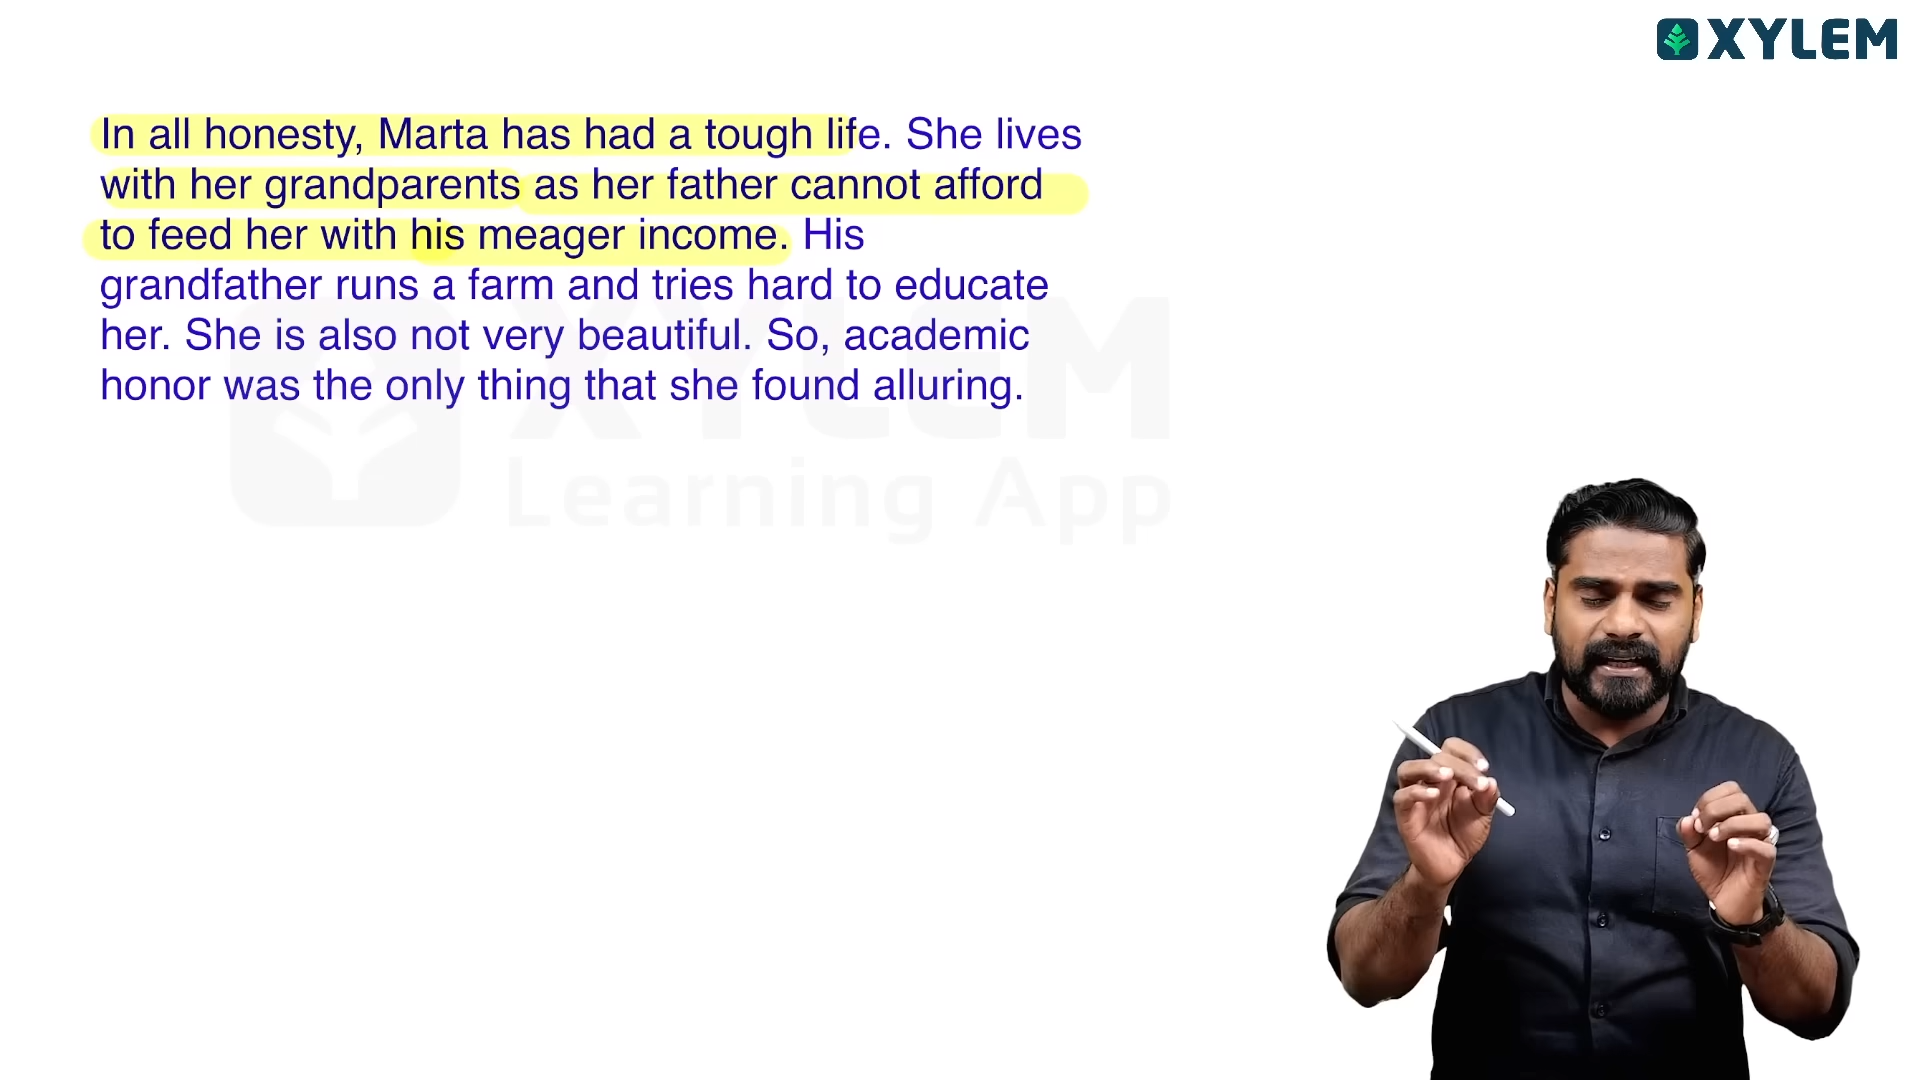 XYLEM
In all honesty, Marta has had a tough life. She lives
with her grandparents as her father cannot afford
to feed her with his meager income. His
grandfather runs a farm and tries hard to educate
her. She is also not very beautiful. So, academic
honor was the only thing that she found alluring.
XYLEM
Learning App